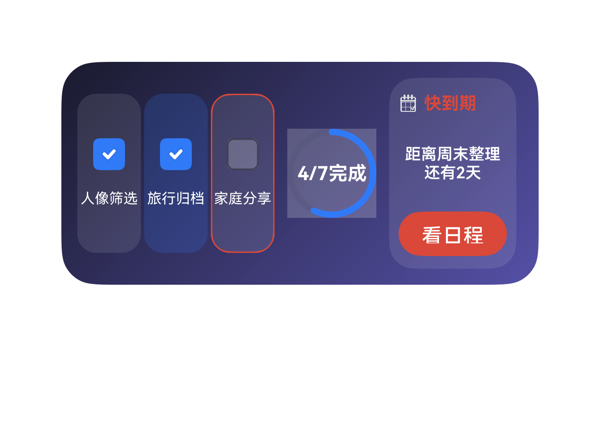 人像筛选
旅行归档
家庭分享
4/7完成
快到期
距离周末整理
还有2天
看日程